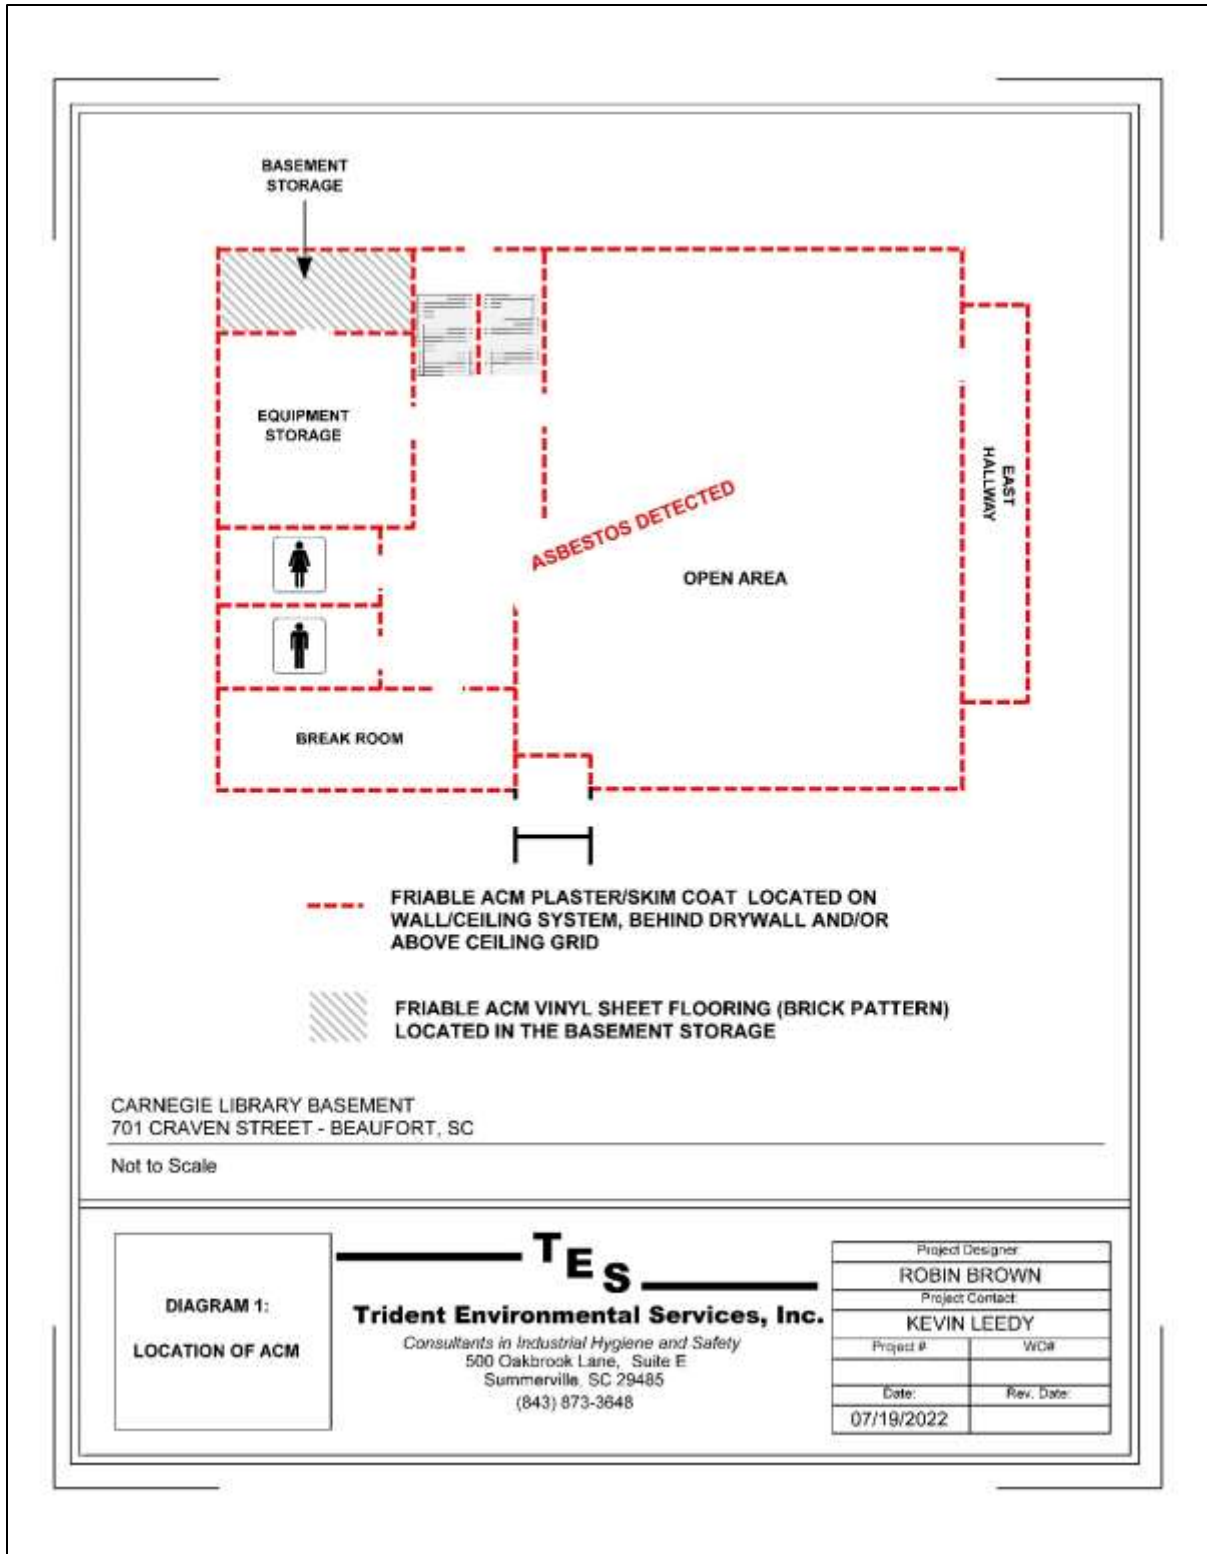 BASEMENT
STORAGE
EQUIPMENT
STORAGE
ASBESTOS DETECTED
OPEN AREA
EAST
HALLWAY
BREAK ROOM
FRIABLE ACM PLASTER/SKIM COAT LOCATED ON
WALL/CEILING SYSTEM, BEHIND DRYWALL AND/OR
ABOVE CEILING GRID
FRIABLE ACM VINYL SHEET FLOORING (BRICK PATTERN)
LOCATED IN THE BASEMENT STORAGE
CARNEGIE LIBRARY BASEMENT
701 CRAVEN STREET - BEAUFORT, SC
Not to Scale
DIAGRAM 1:
LOCATION OF ACM
TES
Trident Environmental Services, Inc.
Consultants in Industrial Hygiene and Safety
500 Oakbrook Lane, Suite E
Summerville, SC 29485
(843) 873-3648
Project Designer:
ROBIN BROWN
Project Contact:
KEVIN LEEDY
Project # WO#
Date: Rev. Date:
07/19/2022